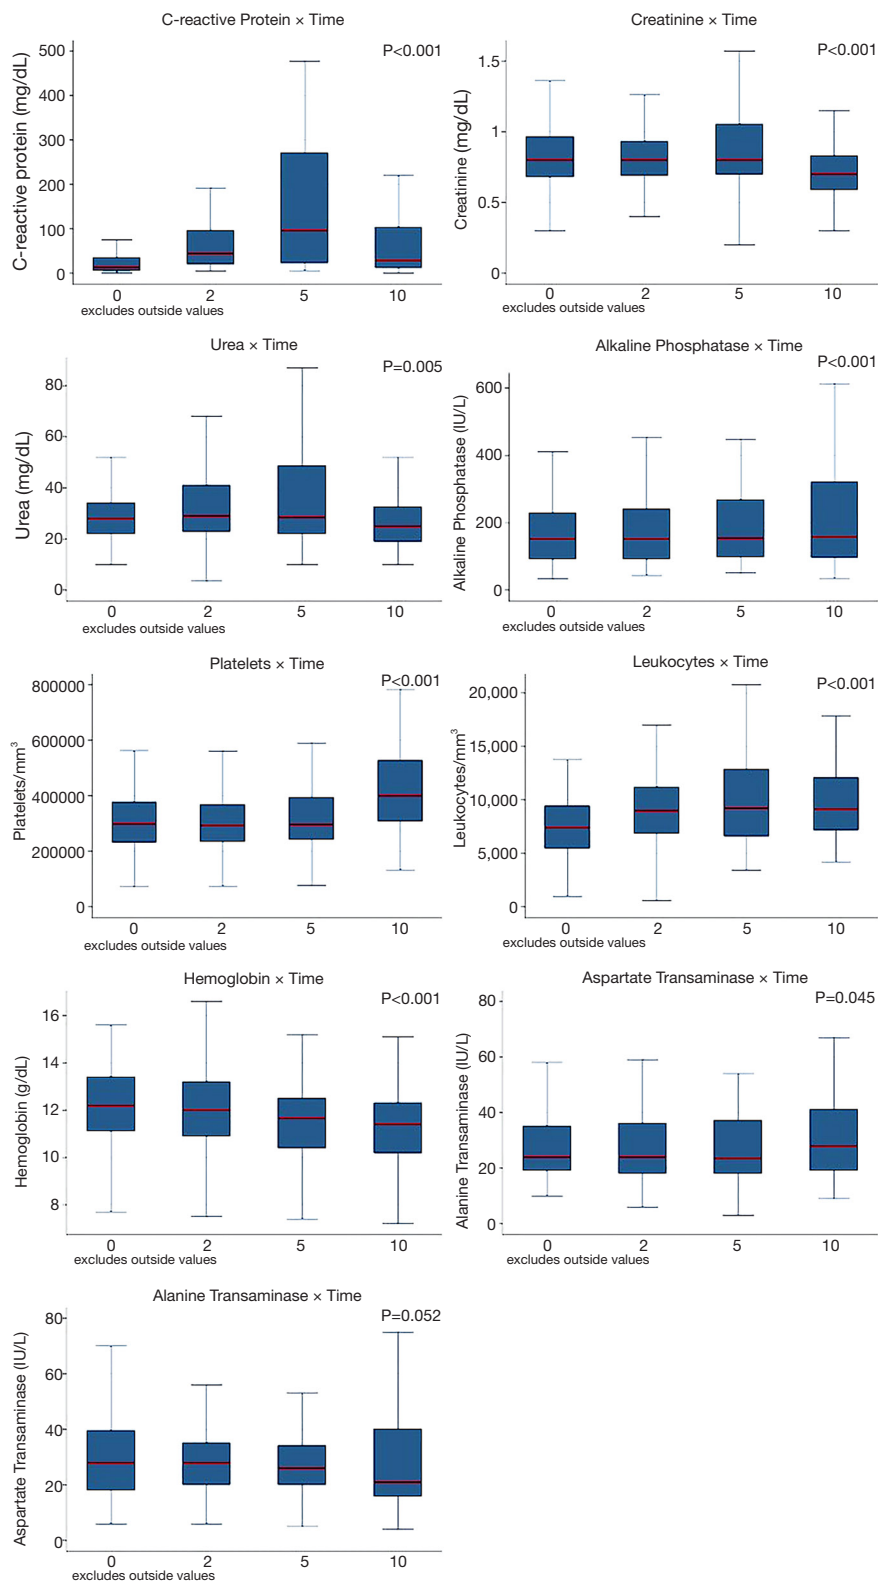 C-reactive Protein × Time
P<0.001
C-reactive protein (mg/dL)
500
400
300
200
100
0
0 2 5 10
excludes outside values
Creatinine × Time
P<0.001
Creatinine (mg/dL)
1.5
1
0.5
0
0 2 5 10
excludes outside values
Urea × Time
P=0.005
Urea (mg/dL)
80
60
40
20
0
0 2 5 10
excludes outside values
Alkaline Phosphatase × Time
P<0.001
Alkaline Phosphatase (IU/L)
600
400
200
0
0 2 5 10
excludes outside values
Platelets × Time
P<0.001
Platelets/mm³
800000
600000
400000
200000
0
0 2 5 10
excludes outside values
Leukocytes × Time
P<0.001
Leukocytes/mm³
20,000
15,000
10,000
5,000
0
0 2 5 10
excludes outside values
Hemoglobin × Time
P<0.001
Hemoglobin (g/dL)
16
14
12
10
8
0 2 5 10
excludes outside values
Aspartate Transaminase × Time
P=0.045
Alanine Transaminase (IU/L)
80
60
40
20
0
0 2 5 10
excludes outside values
Alanine Transaminase × Time
P=0.052
Aspartate Transaminase (IU/L)
80
60
40
20
0
0 2 5 10
excludes outside values